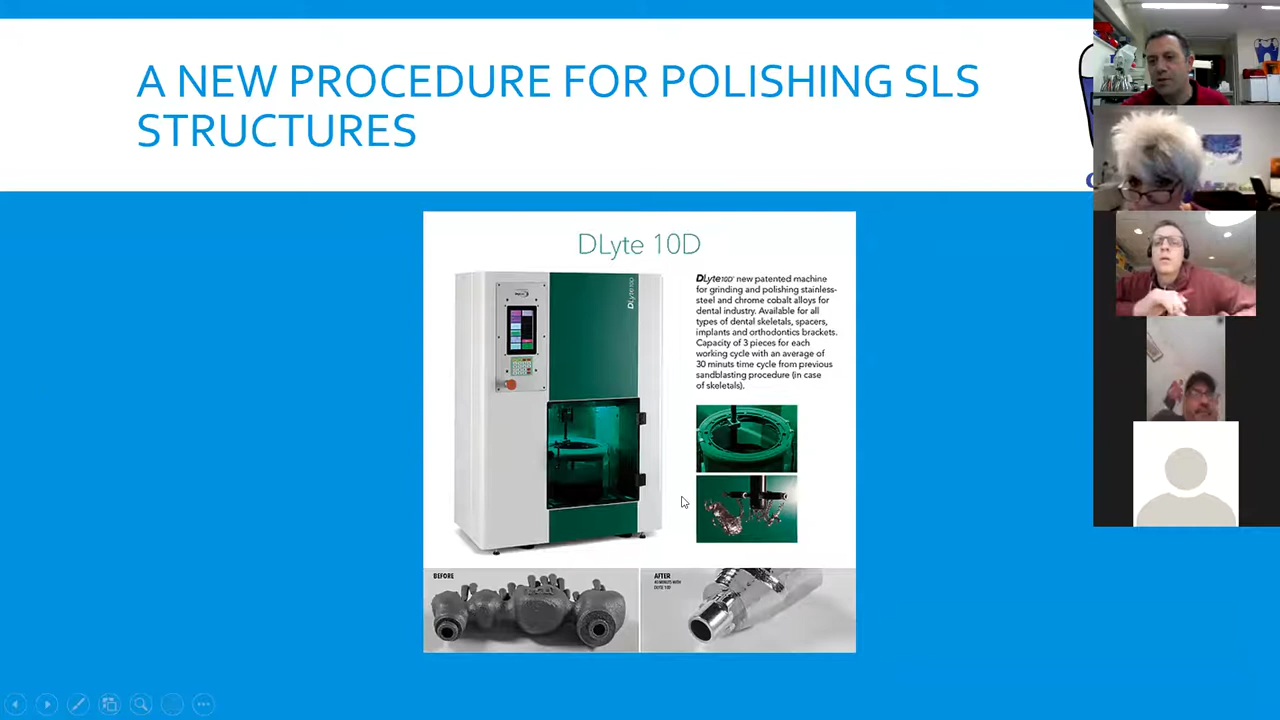 A NEW PROCEDURE FOR POLISHING SLS
STRUCTURES
DLyte 10D
DLyte10D new patented machine
for grinding and polishing stainless-
steel and chrome cobalt alloys for
dental industry. Available for all
types of dental skeletals, spacers,
implants and orthodontics brackets.
Capacity of 3 pieces for each
working cycle with an average of
30 minuts time cycle from previous
sandblasting procedure (in case
of skeletals).
DLyte10D
BEFORE
AFTER